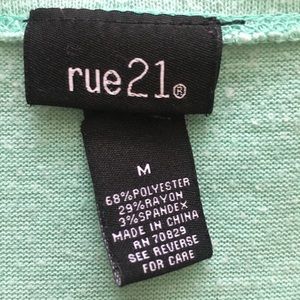 rue21®
M
68%POLYESTER
29%RAYON
3%SPANDEX
MADE IN CHINA
RN 70829
SEE REVERSE
FOR CARE